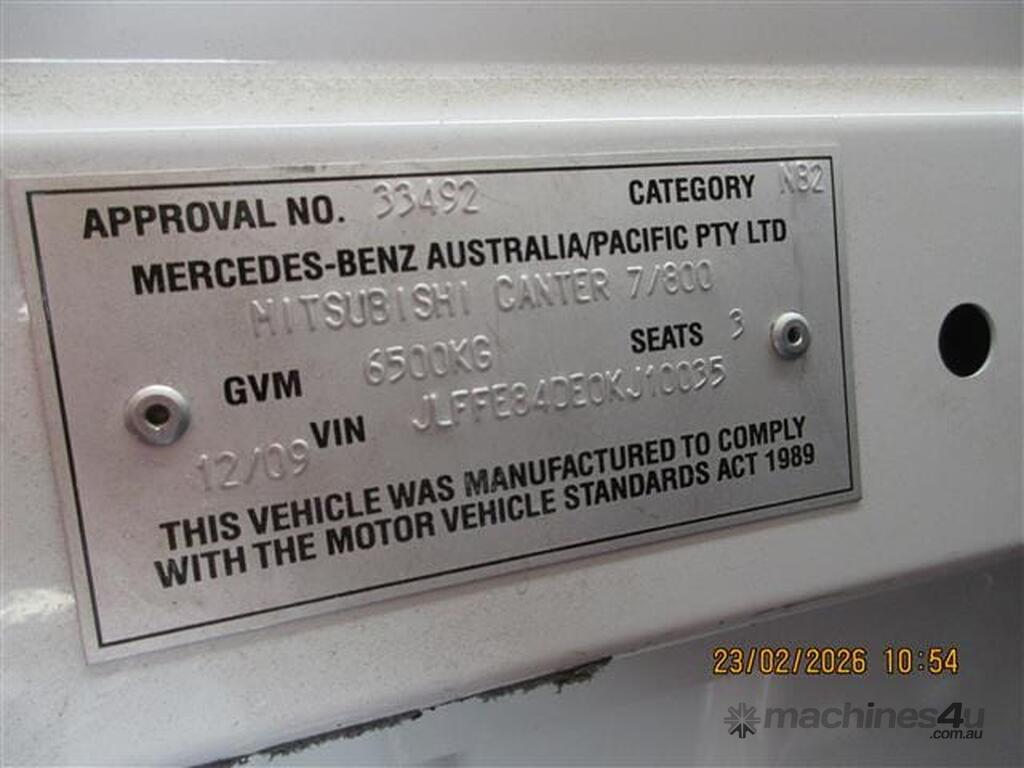 APPROVAL NO. 33492 CATEGORY NB2
MERCEDES-BENZ AUSTRALIA/PACIFIC PTY LTD
MITSUBISHI CANTER 7/800
GVM 6500KG SEATS 3
12/09 VIN JLFFE84DE0KJ10035
THIS VEHICLE WAS MANUFACTURED TO COMPLY
WITH THE MOTOR VEHICLE STANDARDS ACT 1989
23/02/2026 10:54
machines4u
.com.au